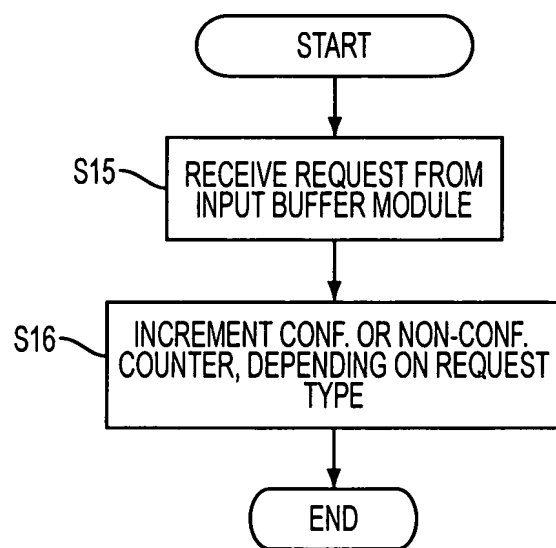 START
S15
RECEIVE REQUEST FROM
INPUT BUFFER MODULE
S16
INCREMENT CONF. OR NON-CONF.
COUNTER, DEPENDING ON REQUEST
TYPE
END